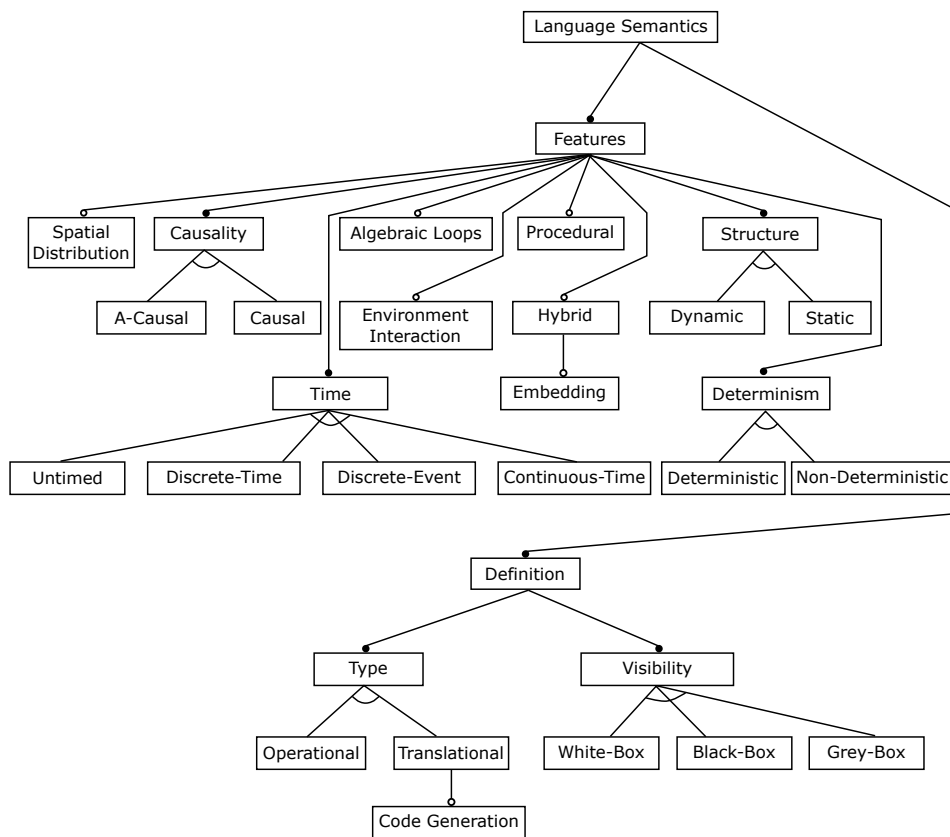 Language Semantics
Features
Spatial
Distribution
Causality
Algebraic Loops
Procedural
Structure
A-Causal
Causal
Environment
Interaction
Hybrid
Dynamic
Static
Time
Embedding
Determinism
Untimed
Discrete-Time
Discrete-Event
Continuous-Time
Deterministic
Non-Deterministic
Definition
Type
Visibility
Operational
Translational
White-Box
Black-Box
Grey-Box
Code Generation